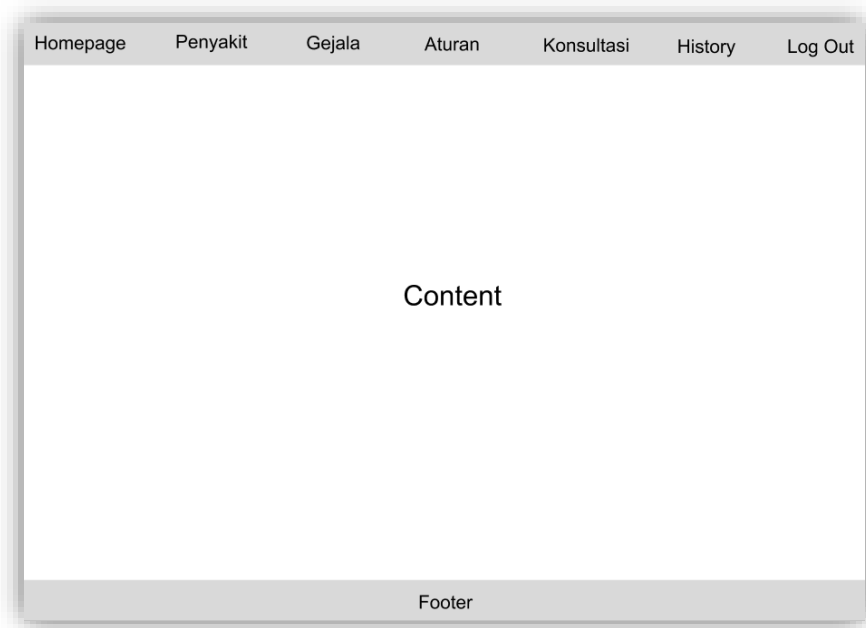 Homepage Penyakit Gejala Aturan Konsultasi History Log Out
Content
Footer